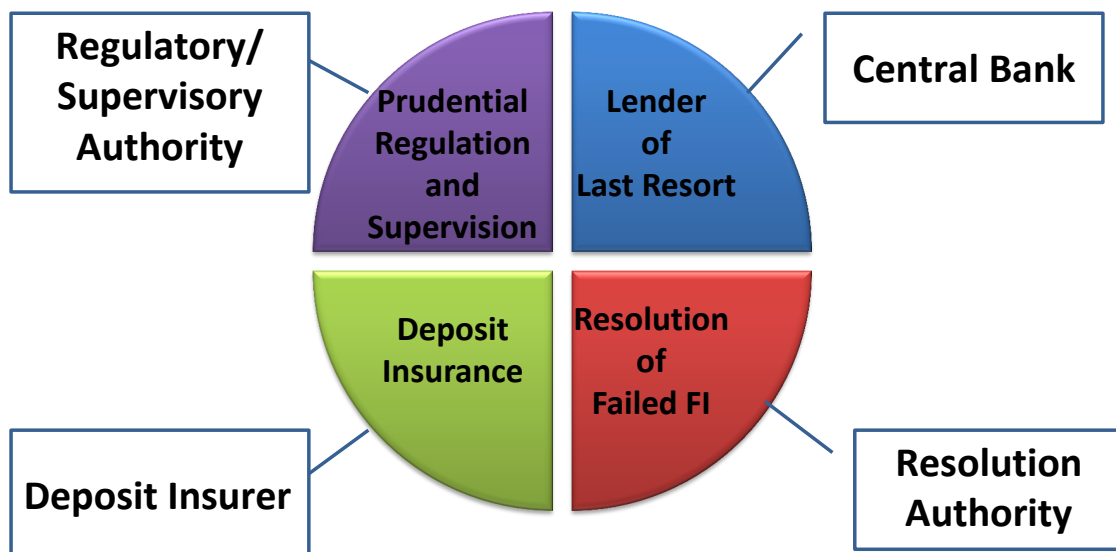 Regulatory/
Supervisory
Authority
Prudential
Regulation
and
Supervision
Lender
of
Last Resort
Central Bank
Deposit
Insurance
Resolution
of
Failed FI
Deposit Insurer
Resolution
Authority